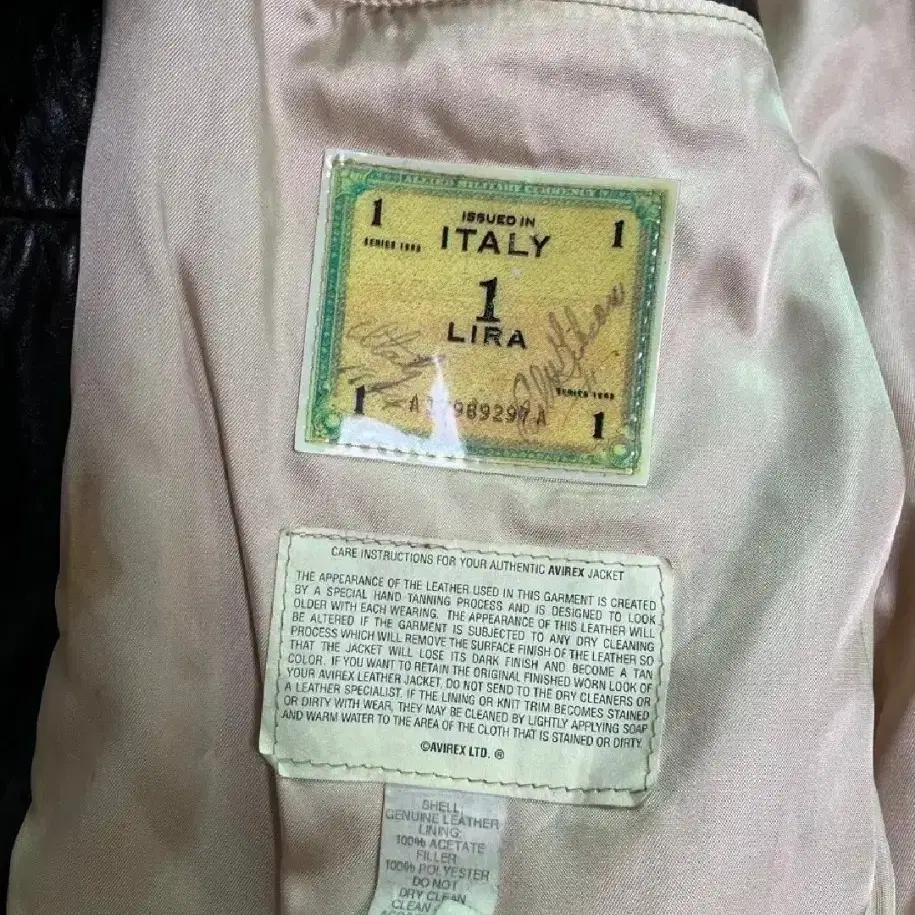 1 ISSUED IN 1
ITALY
1
LIRA
1 1
CARE INSTRUCTIONS FOR YOUR AUTHENTIC AVIREX JACKET
THE APPEARANCE OF THE LEATHER USED IN THIS GARMENT IS CREATED
BY A SPECIAL HAND TANNING PROCESS AND IS DESIGNED TO LOOK
OLDER WITH EACH WEARING. THE APPEARANCE OF THIS LEATHER WILL
BE ALTERED IF THE GARMENT IS SUBJECTED TO ANY DRY CLEANING
PROCESS WHICH WILL REMOVE THE SURFACE FINISH OF THE LEATHER SO
THAT THE JACKET WILL LOSE ITS DARK FINISH AND BECOME A TAN
COLOR. IF YOU WANT TO RETAIN THE ORIGINAL FINISHED WORN LOOK OF
YOUR AVIREX LEATHER JACKET, DO NOT SEND TO THE DRY CLEANERS OR
A LEATHER SPECIALIST. IF THE LINING OR KNIT TRIM BECOMES STAINED
OR DIRTY WITH WEAR, THEY MAY BE CLEANED BY LIGHTLY APPLYING SOAP
AND WARM WATER TO THE AREA OF THE CLOTH THAT IS STAINED OR DIRTY.
©AVIREX LTD. ®
SHELL:
GENUINE LEATHER
LINING:
100% ACETATE
FILLER
100% POLYESTER
DO NOT
DRY CLEAN
CLEAN